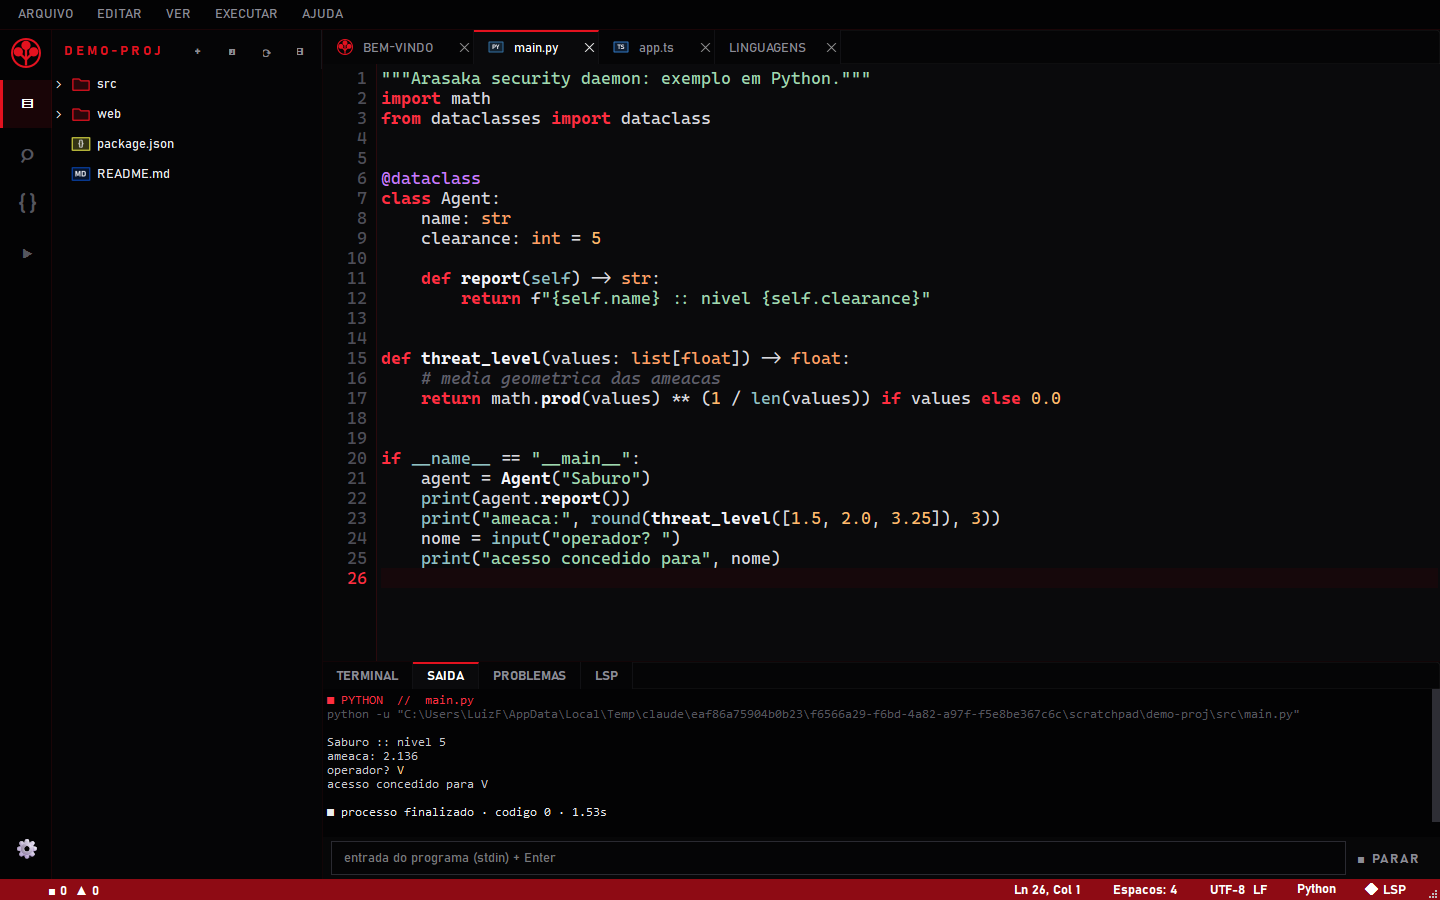 ARQUIVO EDITAR VER EXECUTAR AJUDA
DEMO-PROJ
BEM-VINDO
PY main.py
TS app.ts
LINGUAGENS
src
web
{} package.json
MD README.md
1 """Arasaka security daemon: exemplo em Python."""
2 import math
3 from dataclasses import dataclass
4
5
6 @dataclass
7 class Agent:
8     name: str
9     clearance: int = 5
10
11     def report(self) -> str:
12         return f"{self.name} :: nivel {self.clearance}"
13
14
15 def threat_level(values: list[float]) -> float:
16     # media geometrica das ameacas
17     return math.prod(values) ** (1 / len(values)) if values else 0.0
18
19
20 if __name__ == "__main__":
21     agent = Agent("Saburo")
22     print(agent.report())
23     print("ameaca:", round(threat_level([1.5, 2.0, 3.25]), 3))
24     nome = input("operador? ")
25     print("acesso concedido para", nome)
26
TERMINAL SAIDA PROBLEMAS LSP
■ PYTHON // main.py
python -u "C:\Users\LuizF\AppData\Local\Temp\claude\eaf86a75904b0b23\f6566a29-f6bd-4a82-a97f-f5e8be367c6c\scratchpad\demo-proj\src\main.py"
Saburo :: nivel 5
ameaca: 2.136
operador? V
acesso concedido para V
■ processo finalizado · codigo 0 · 1.53s
entrada do programa (stdin) + Enter
■ PARAR
■ 0 ▲ 0
Ln 26, Col 1 Espacos: 4 UTF-8 LF Python ◆ LSP